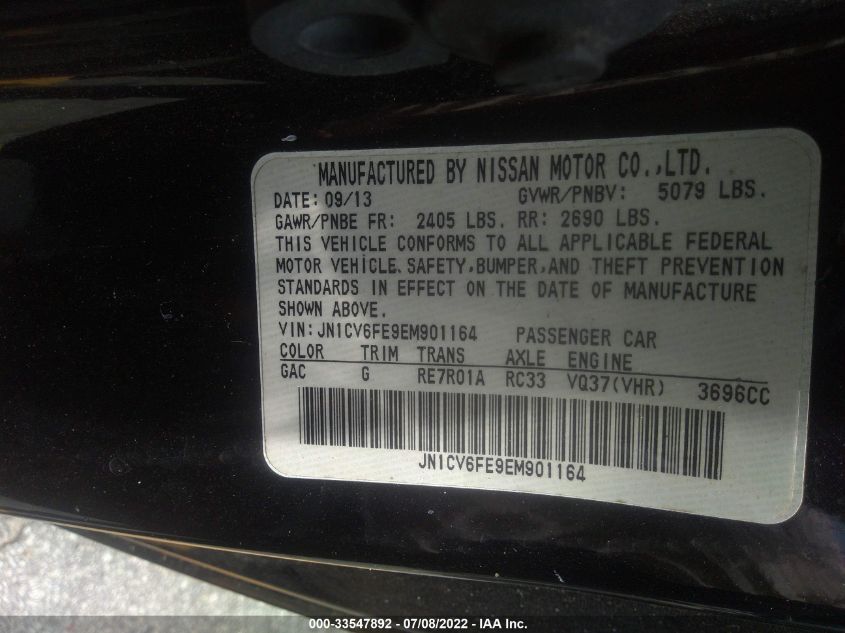 MANUFACTURED BY NISSAN MOTOR CO.,LTD.
DATE: 09/13 GVWR/PNBV: 5079 LBS.
GAWR/PNBE FR: 2405 LBS. RR: 2690 LBS.
THIS VEHICLE CONFORMS TO ALL APPLICABLE FEDERAL
MOTOR VEHICLE SAFETY,BUMPER,AND THEFT PREVENTION
STANDARDS IN EFFECT ON THE DATE OF MANUFACTURE
SHOWN ABOVE.
VIN:JN1CV6FE9EM901164 PASSENGER CAR
COLOR TRIM TRANS AXLE ENGINE
GAC G RE7R01A RC33 VQ37(VHR) 3696CC
JN1CV6FE9EM901164
000-33547892 - 07/08/2022 - IAA Inc.